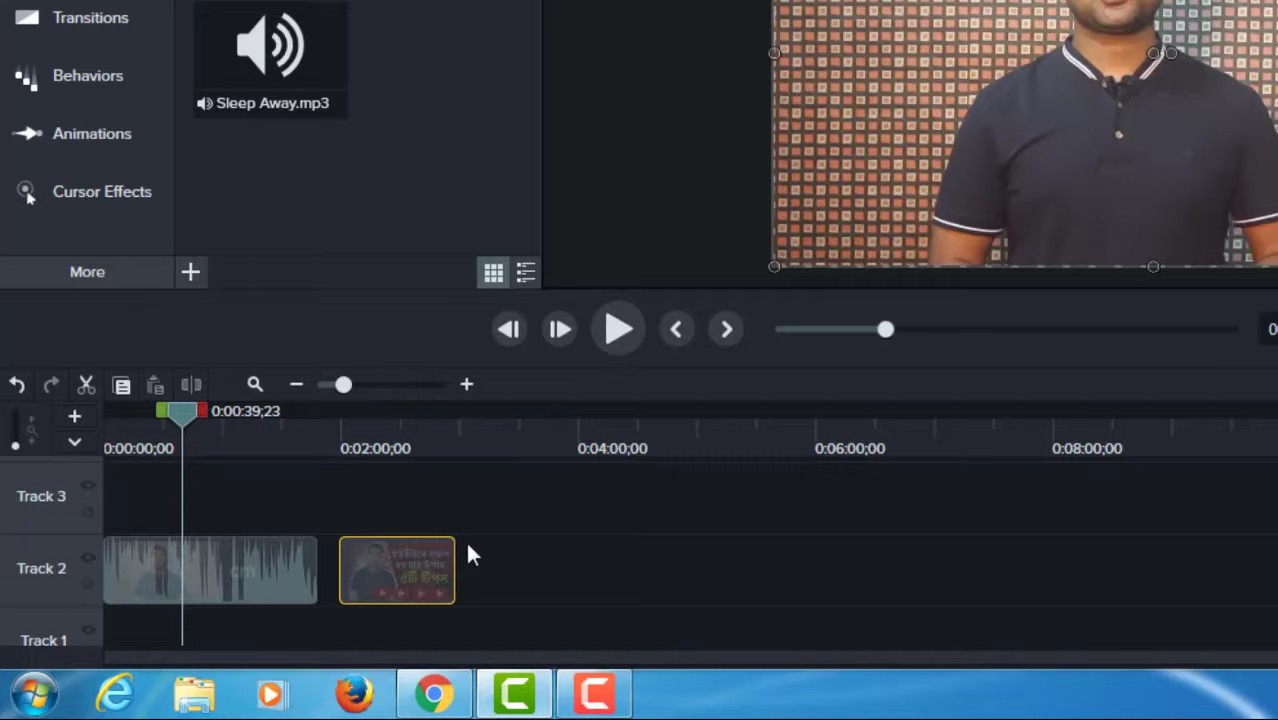 Transitions
Behaviors
Sleep Away.mp3
Animations
Cursor Effects
More
0:00:39;23
0:00:00;00
0:02:00;00
0:04:00;00
0:06:00;00
0:08:00;00
Track 3
Track 2
৫টি টিপস
Track 1